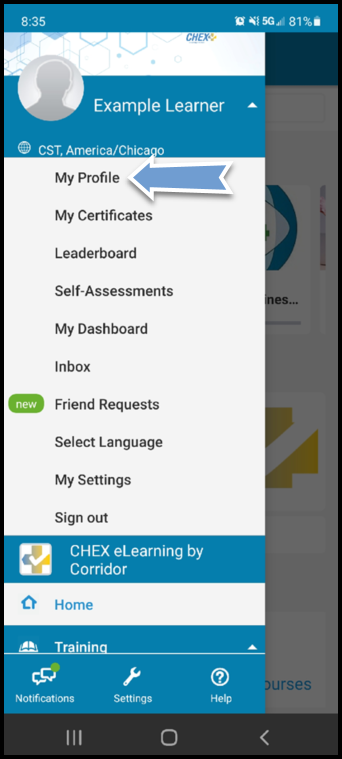 8:35
5G 81%
CHEX
Example Learner
CST, America/Chicago
My Profile
My Certificates
Leaderboard
Self-Assessments
My Dashboard
Inbox
new
Friend Requests
Select Language
My Settings
Sign out
CHEX eLearning by
Corridor
Home
Training
Notifications
Settings
Help
ines...
ourses